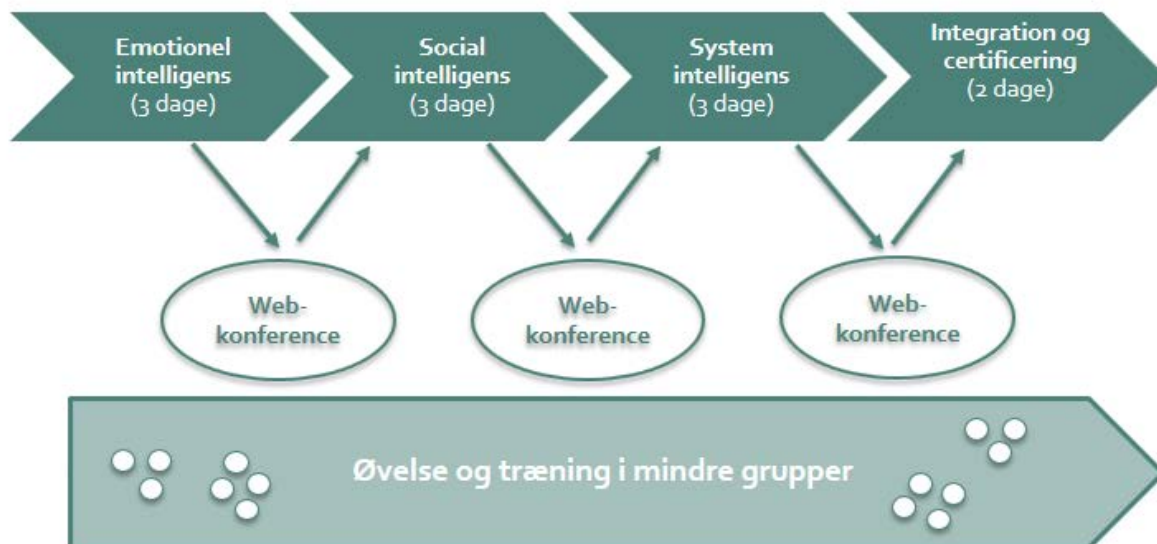 Emotionel
intelligens
(3 dage)
Social
intelligens
(3 dage)
System
intelligens
(3 dage)
Integration og
certificering
(2 dage)
Web-
konference
Web-
konference
Web-
konference
Øvelse og træning i mindre grupper